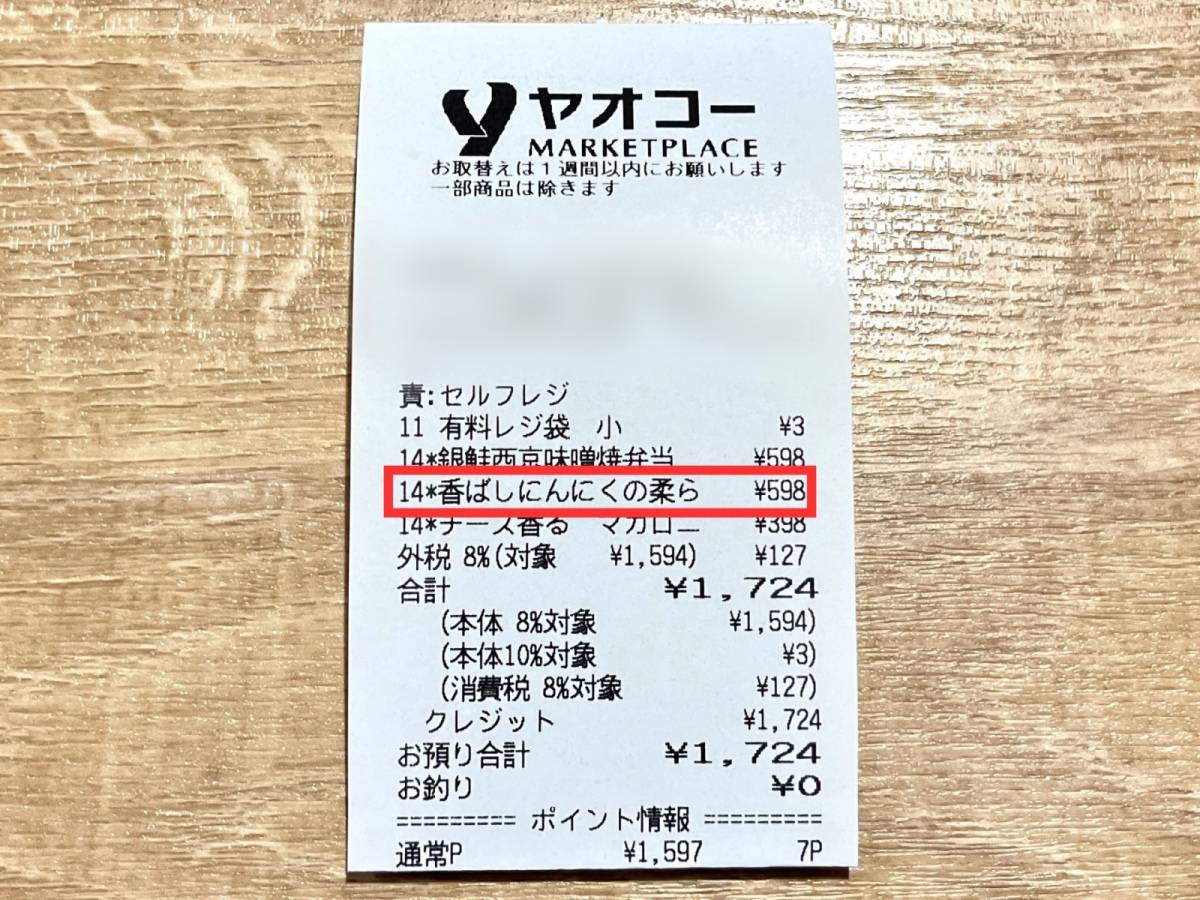 ヤオコー
MARKETPLACE
お取替えは1週間以内にお願いします
一部商品は除きます
責:セルフレジ
11 有料レジ袋 小 ¥3
14*銀鮭西京味噌焼弁当 ¥598
14*香ばしにんにくの柔ら ¥598
14*チーズ香る マカロニ ¥398
外税 8%(対象 ¥1,594) ¥127
合計 ¥1,724
(本体 8%対象 ¥1,594)
(本体10%対象 ¥3)
(消費税 8%対象 ¥127)
クレジット ¥1,724
お預り合計 ¥1,724
お釣り ¥0
========= ポイント情報 =========
通常P ¥1,597 7P